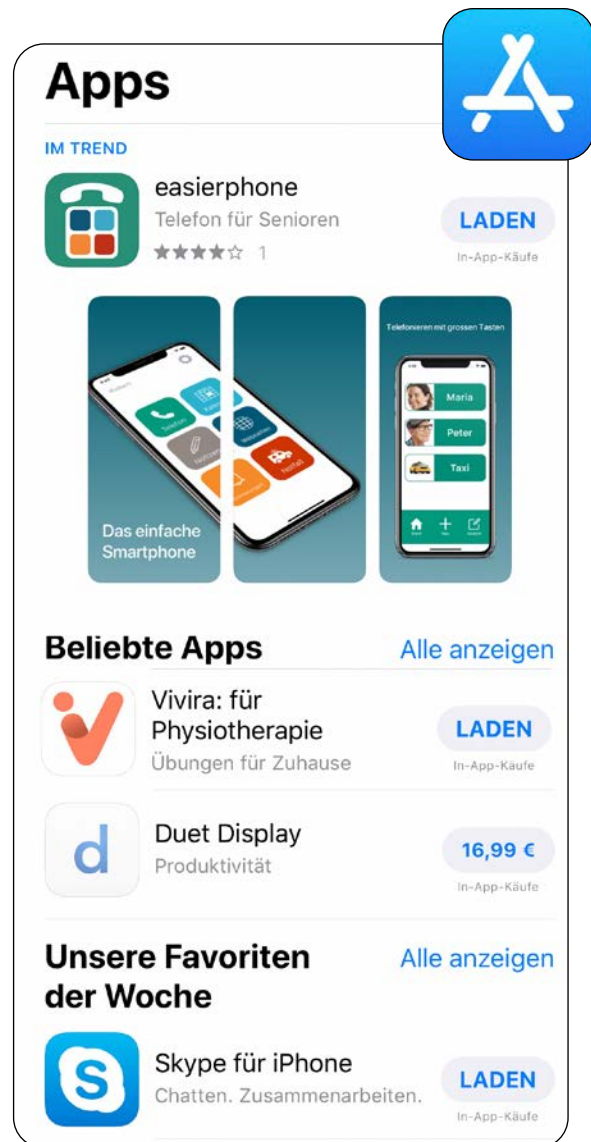 Apps
IM TREND
easierphone
Telefon für Senioren
1
LADEN
In-App-Käufe
Telefon
Notfall
Das einfache
Smartphone
Telefonieren mit grossen Tasten
Maria
Peter
Taxi
Beliebte Apps
Alle anzeigen
Vivira: für
Physiotherapie
Übungen für Zuhause
LADEN
In-App-Käufe
d
Duet Display
Produktivität
16,99 €
In-App-Käufe
Unsere Favoriten
der Woche
Alle anzeigen
S
Skype für iPhone
Chatten. Zusammenarbeiten.
LADEN
In-App-Käufe